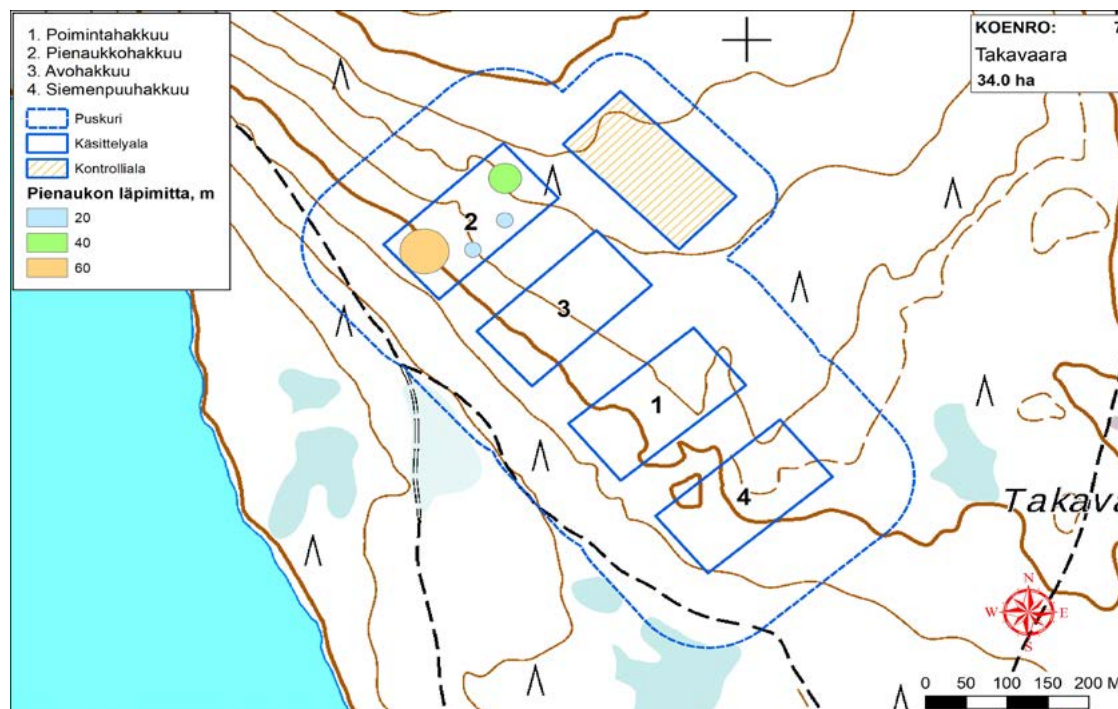 1. Poimintahakkuu
2. Pienaukkohakkuu
3. Avohakkuu
4. Siemenpuuhakkuu
Puskuri
Käsittelyala
Kontrolliala
Pienaukon läpimitta, m
20
40
60
KOENRO: 7
Takavaara
34.0 ha
2
3
1
4
Takava
N
W E
S
0 50 100 150 200 M